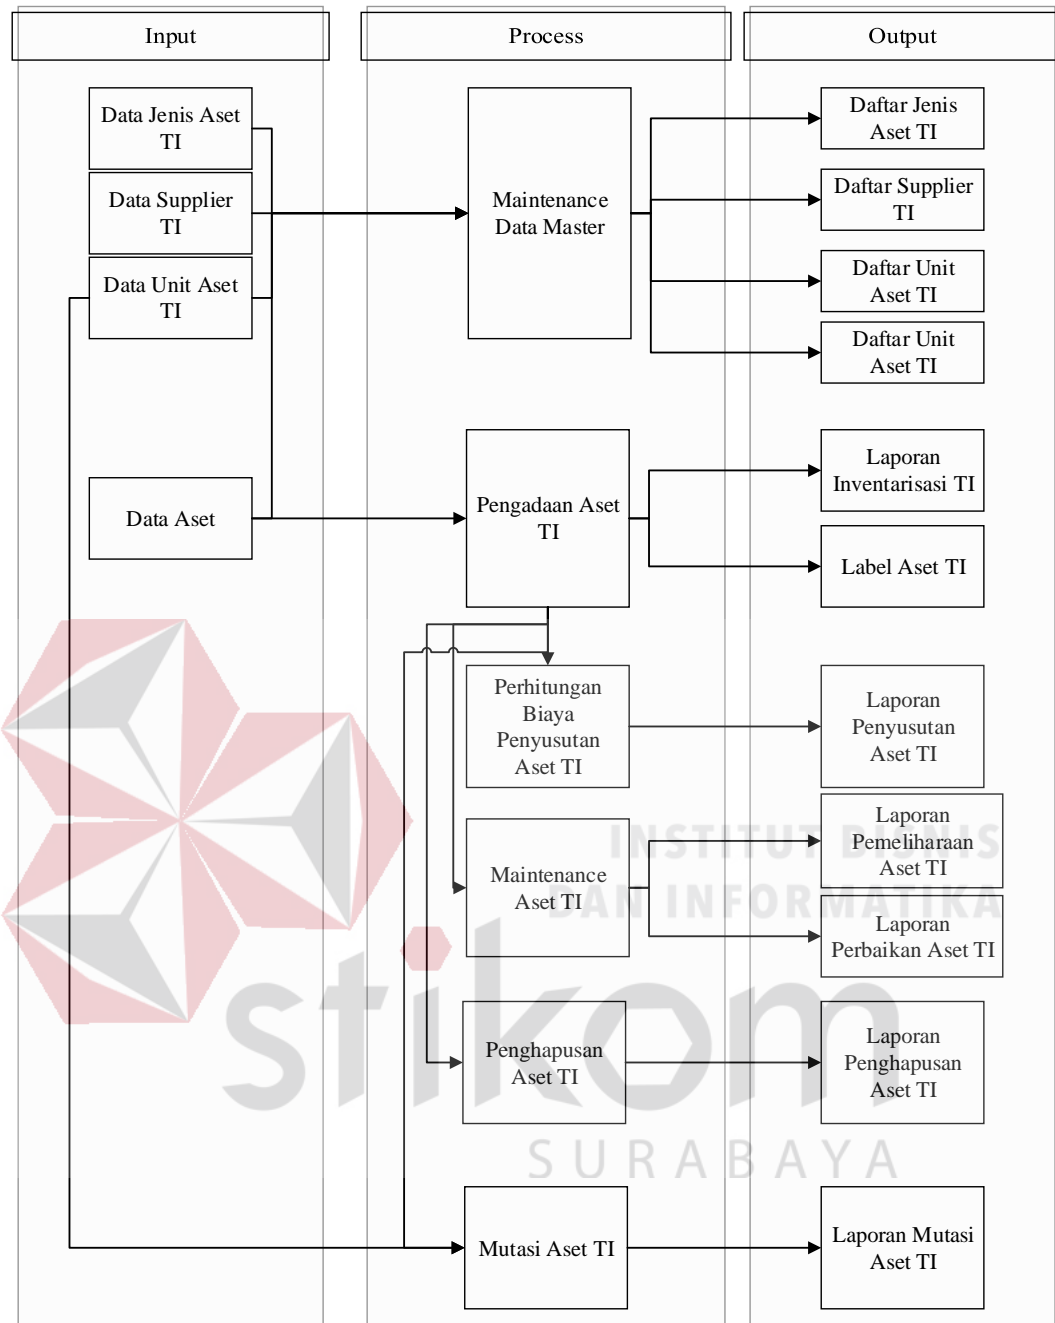 Input
Process
Output
Data Jenis Aset
TI
Data Supplier
TI
Data Unit Aset
TI
Data Aset
Maintenance
Data Master
Pengadaan Aset
TI
Perhitungan
Biaya
Penyusutan
Aset TI
Maintenance
Aset TI
Penghapusan
Aset TI
Mutasi Aset TI
Daftar Jenis
Aset TI
Daftar Supplier
TI
Daftar Unit
Aset TI
Daftar Unit
Aset TI
Laporan
Inventarisasi TI
Label Aset TI
Laporan
Penyusutan
Aset TI
Laporan
Pemeliharaan
Aset TI
Laporan
Perbaikan Aset TI
Laporan
Penghapusan
Aset TI
Laporan Mutasi
Aset TI
INSTITUT BISNIS
DAN INFORMATIKA
stikom
SURABAYA